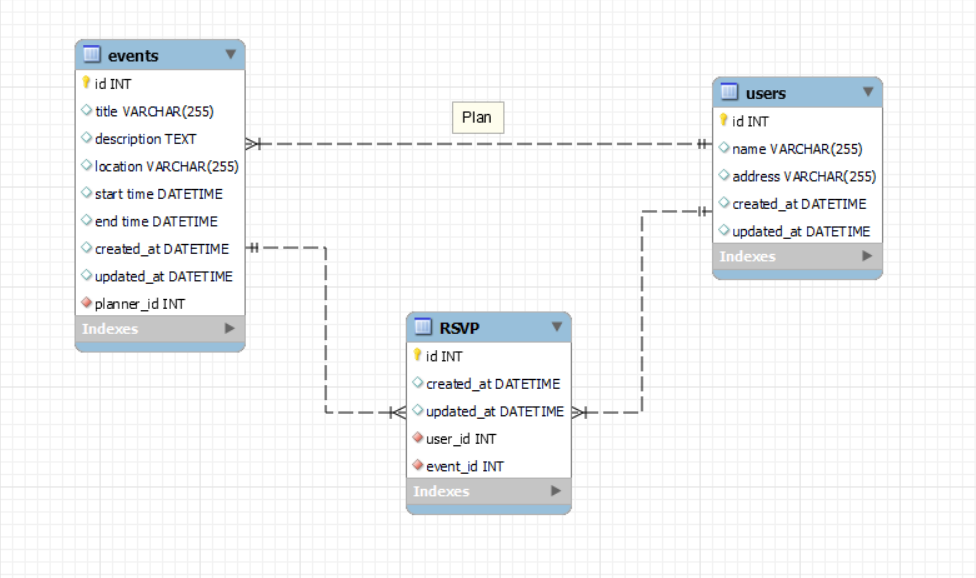 events
id INT
title VARCHAR(255)
description TEXT
location VARCHAR(255)
start time DATETIME
end time DATETIME
created_at DATETIME
updated_at DATETIME
planner_id INT
Indexes
Plan
users
id INT
name VARCHAR(255)
address VARCHAR(255)
created_at DATETIME
updated_at DATETIME
Indexes
RSVP
id INT
created_at DATETIME
updated_at DATETIME
user_id INT
event_id INT
Indexes